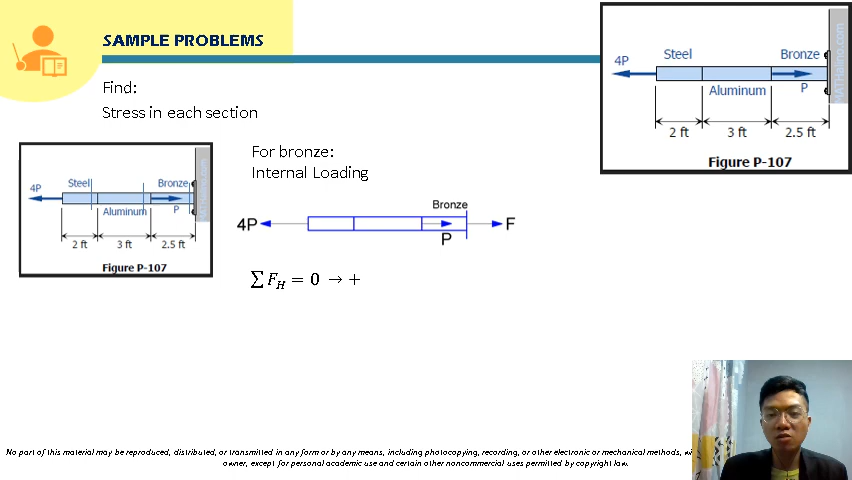 SAMPLE PROBLEMS
Find:
Stress in each section
For bronze:
Internal Loading
4P
Bronze
P
F
∑ F_H = 0 → +
4P
Steel
Bronze
Aluminum
P
2 ft
3 ft
2.5 ft
Figure P-107
4P
Steel
Bronze
Aluminum
P
2 ft
3 ft
2.5 ft
Figure P-107
No part of this material may be reproduced, distributed, or transmitted in any form or by any means, including photocopying, recording, or other electronic or mechanical methods,
owner, except for personal academic use and certain other noncommercial uses permitted by copyright law.